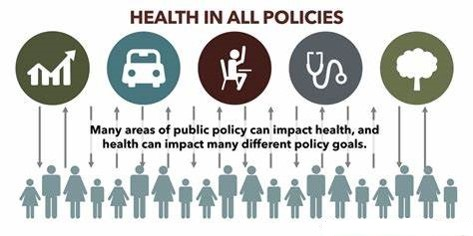 HEALTH IN ALL POLICIES
Many areas of public policy can impact health, and
health can impact many different policy goals.